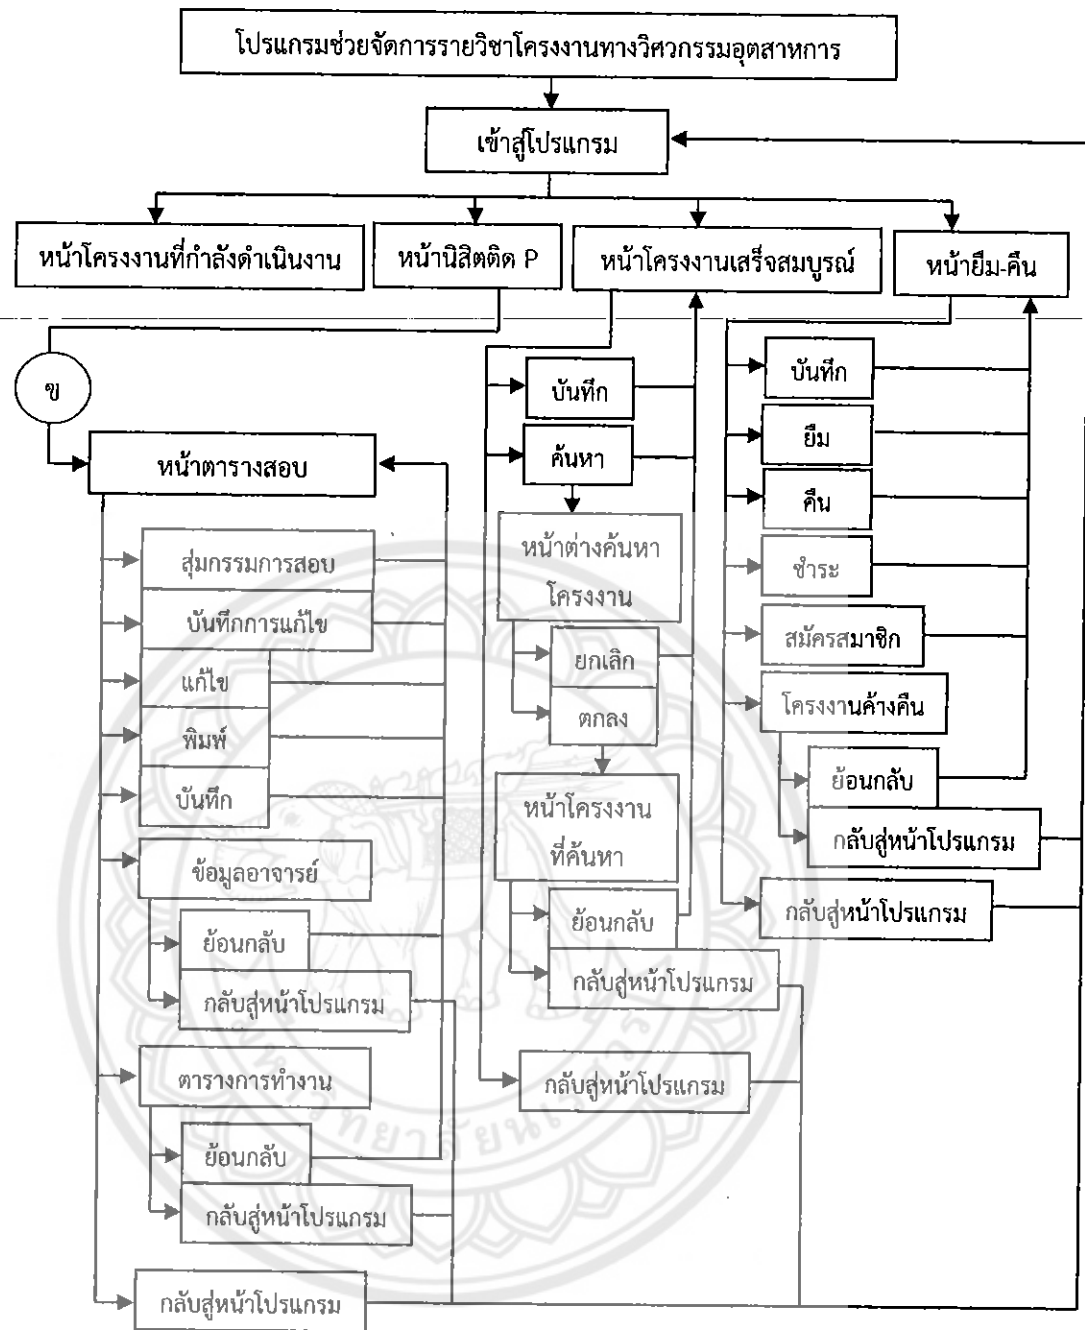 โปรแกรมช่วยจัดการรายวิชาโครงงานทางวิศวกรรมอุตสาหการ
เข้าสู่โปรแกรม
หน้าโครงงานที่กำลังดำเนินงาน
หน้านิสิตติด P
หน้าโครงงานเสร็จสมบูรณ์
หน้ายืม-คืน
ข
หน้าตารางสอบ
สุ่มกรรมการสอบ
บันทึกการแก้ไข
แก้ไข
พิมพ์
บันทึก
ข้อมูลอาจารย์
ย้อนกลับ
กลับสู่หน้าโปรแกรม
ตารางการทำงาน
ย้อนกลับ
กลับสู่หน้าโปรแกรม
กลับสู่หน้าโปรแกรม
บันทึก
ค้นหา
หน้าต่างค้นหา
โครงงาน
ยกเลิก
ตกลง
หน้าโครงงาน
ที่ค้นหา
ย้อนกลับ
กลับสู่หน้าโปรแกรม
กลับสู่หน้าโปรแกรม
บันทึก
ยืม
คืน
ชำระ
สมัครสมาชิก
โครงงานค้างคืน
ย้อนกลับ
กลับสู่หน้าโปรแกรม
กลับสู่หน้าโปรแกรม
มหาวิทยาลัยนเรศวร